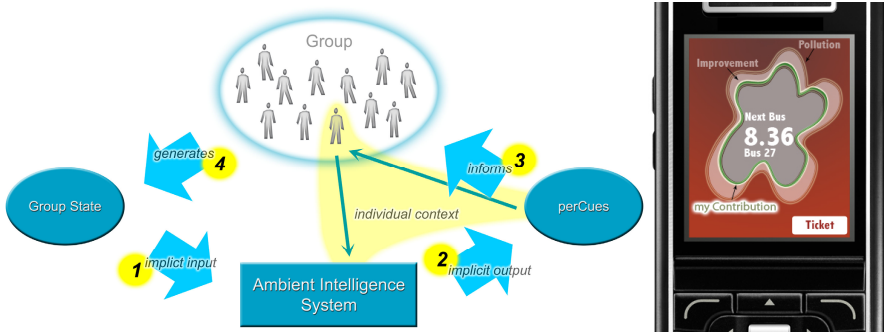 Group
generates
4
3
informs
Group State
individual context
perCues
1
implict input
2
implicit output
Ambient Intelligence
System
Pollution
Improvement
Next Bus
8.36
Bus 27
my Contribution
Ticket